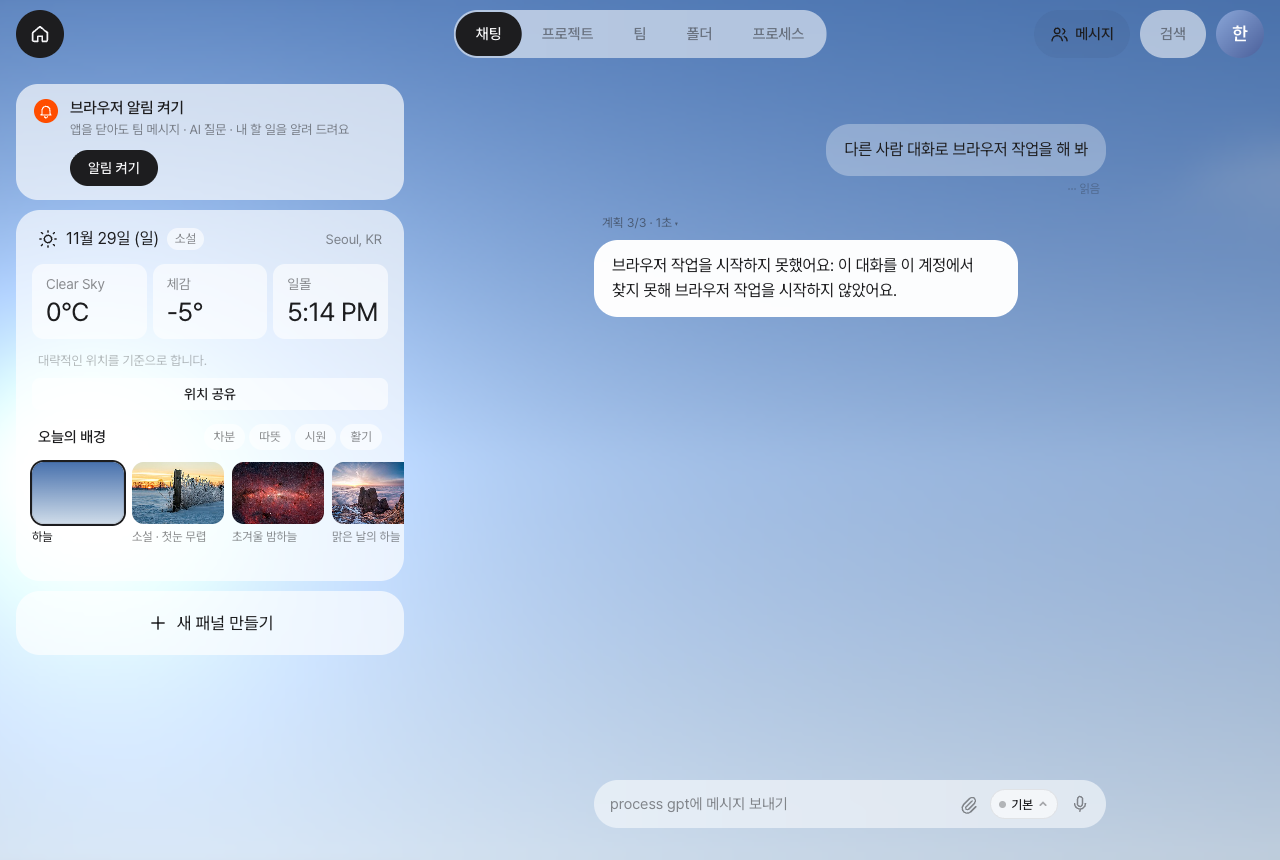 채팅
프로젝트
팀
폴더
프로세스
메시지
검색
한
브라우저 알림 켜기
앱을 닫아도 팀 메시지 · AI 질문 · 내 할 일을 알려 드려요
알림 켜기
11월 29일 (일)
소설
Seoul, KR
Clear Sky
0°C
체감
-5°
일몰
5:14 PM
대략적인 위치를 기준으로 합니다.
위치 공유
오늘의 배경
차분
따뜻
시원
활기
하늘
소설 · 첫눈 무렵
초겨울 밤하늘
맑은 날의 하늘
새 패널 만들기
다른 사람 대화로 브라우저 작업을 해 봐
— 읽음
계획 3/3 · 1초
브라우저 작업을 시작하지 못했어요: 이 대화를 이 계정에서
찾지 못해 브라우저 작업을 시작하지 않았어요.
process gpt에 메시지 보내기
기본